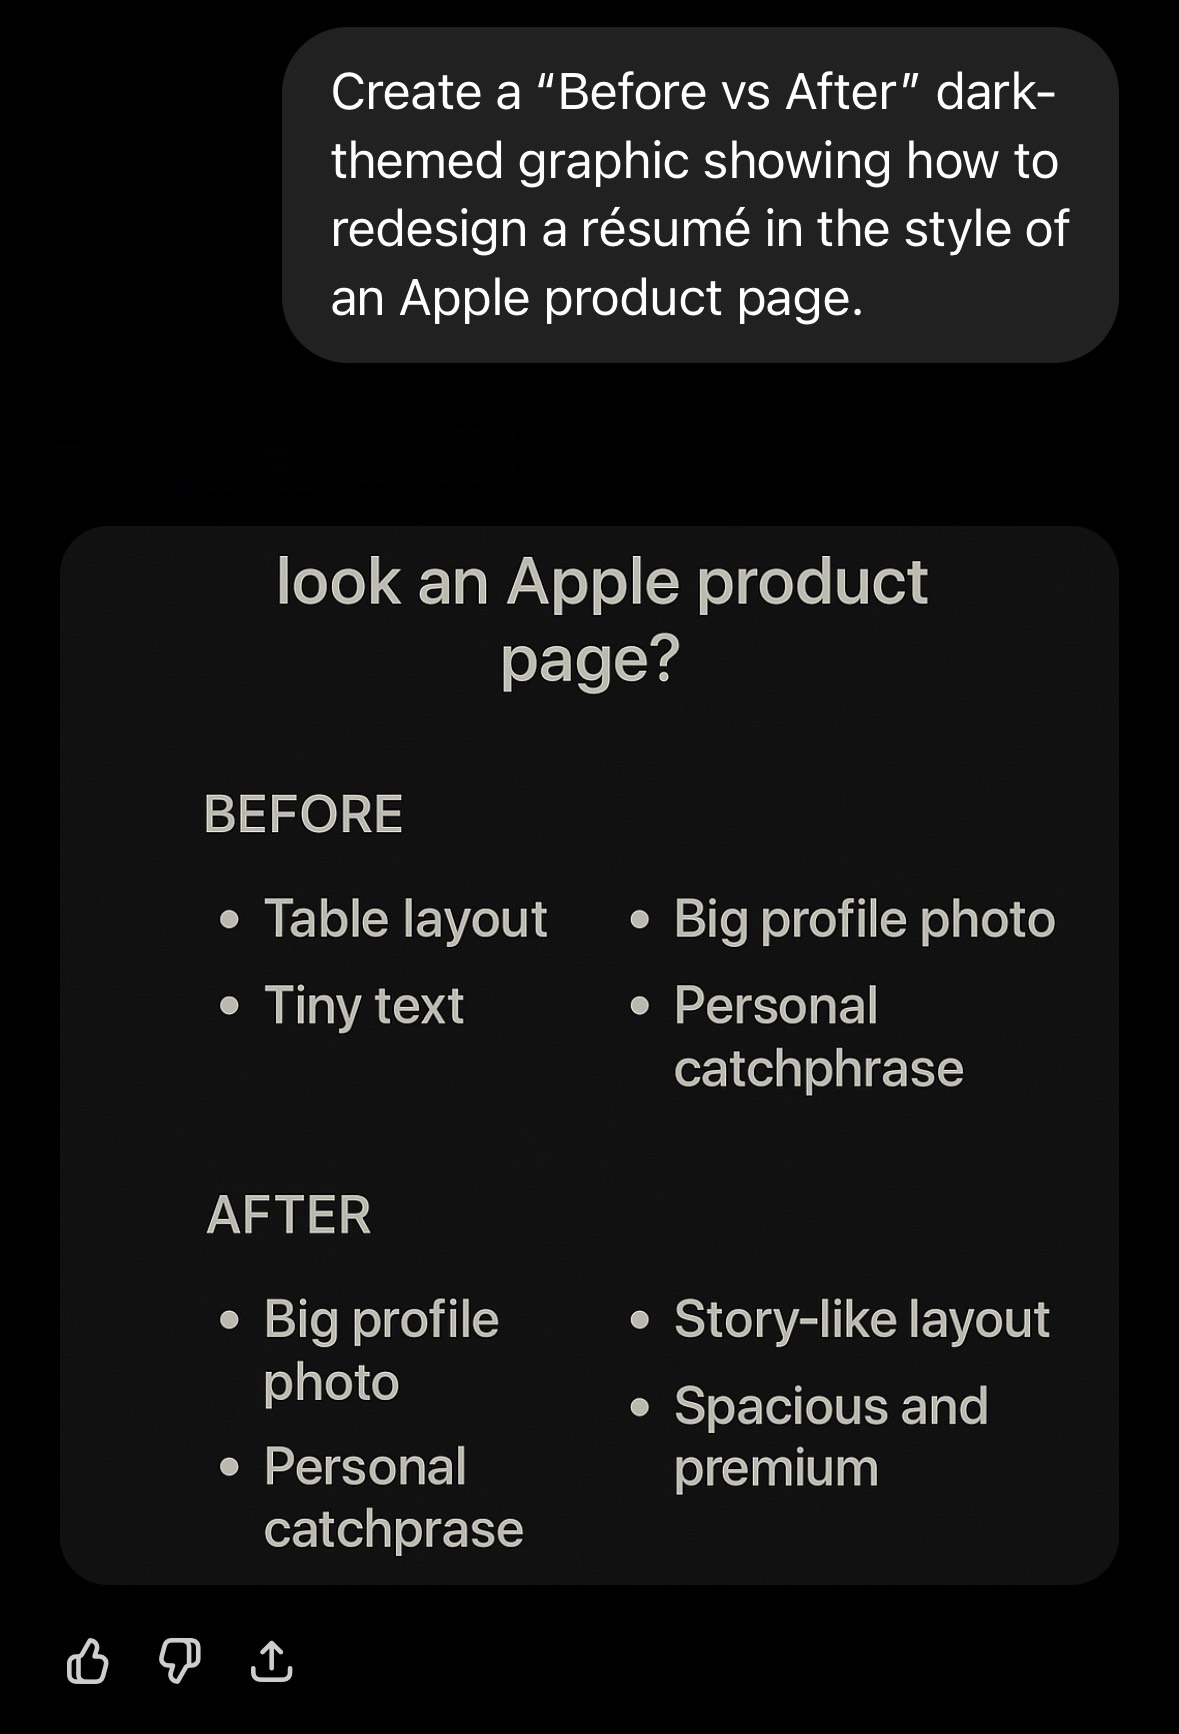 Create a “Before vs After” dark-
themed graphic showing how to
redesign a résumé in the style of
an Apple product page.
look an Apple product
page?
BEFORE
• Table layout
• Tiny text
• Big profile photo
• Personal
catchphrase
AFTER
• Big profile
photo
• Personal
catchprase
• Story-like layout
• Spacious and
premium